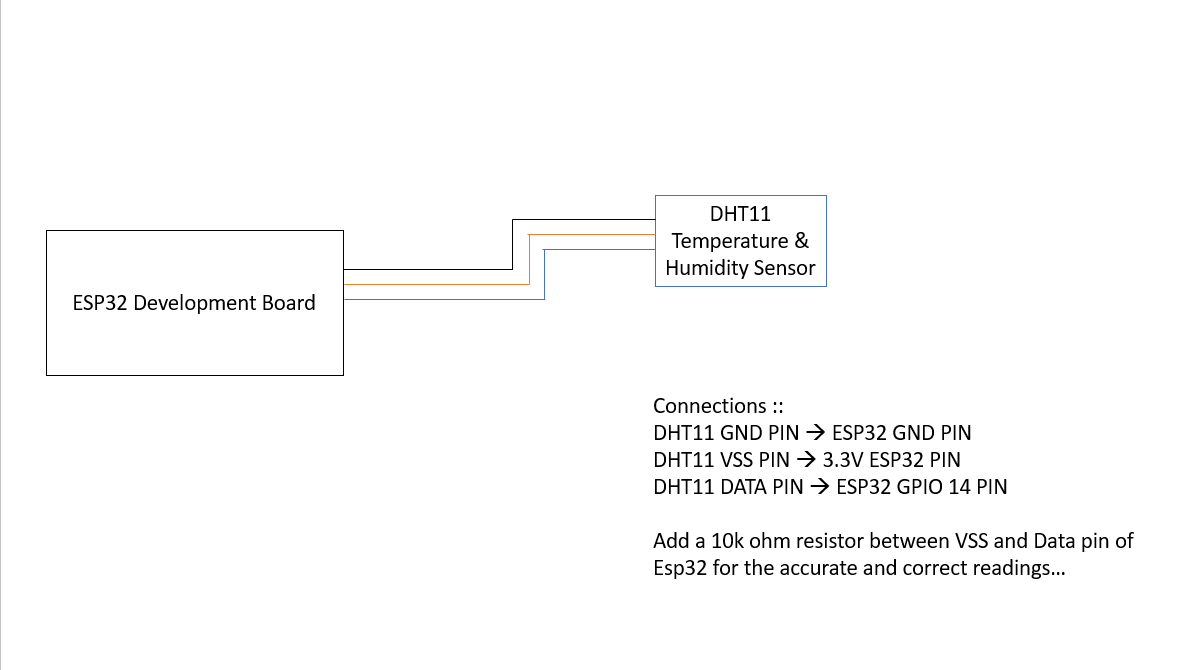 DHT11
Temperature &
Humidity Sensor
ESP32 Development Board
Connections ::
DHT11 GND PIN → ESP32 GND PIN
DHT11 VSS PIN → 3.3V ESP32 PIN
DHT11 DATA PIN → ESP32 GPIO 14 PIN
Add a 10k ohm resistor between VSS and Data pin of
Esp32 for the accurate and correct readings...